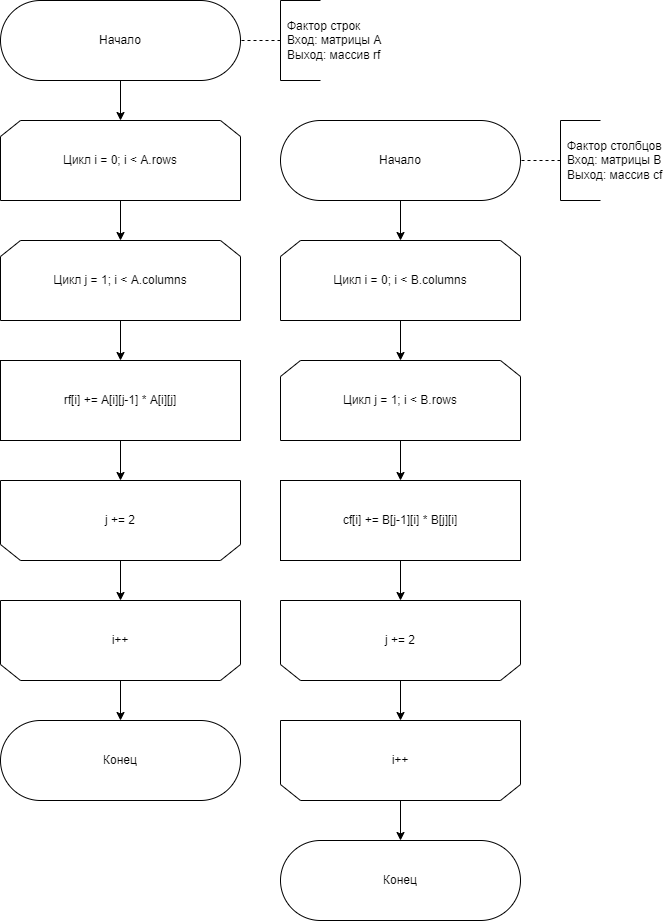 Начало
Фактор строк
Вход: матрицы A
Выход: массив rf
Цикл i = 0; i < A.rows
Цикл j = 1; i < A.columns
rf[i] += A[i][j-1] * A[i][j]
j += 2
i++
Конец
Начало
Фактор столбцов
Вход: матрицы B
Выход: массив cf
Цикл i = 0; i < B.columns
Цикл j = 1; i < B.rows
cf[i] += B[j-1][i] * B[j][i]
j += 2
i++
Конец